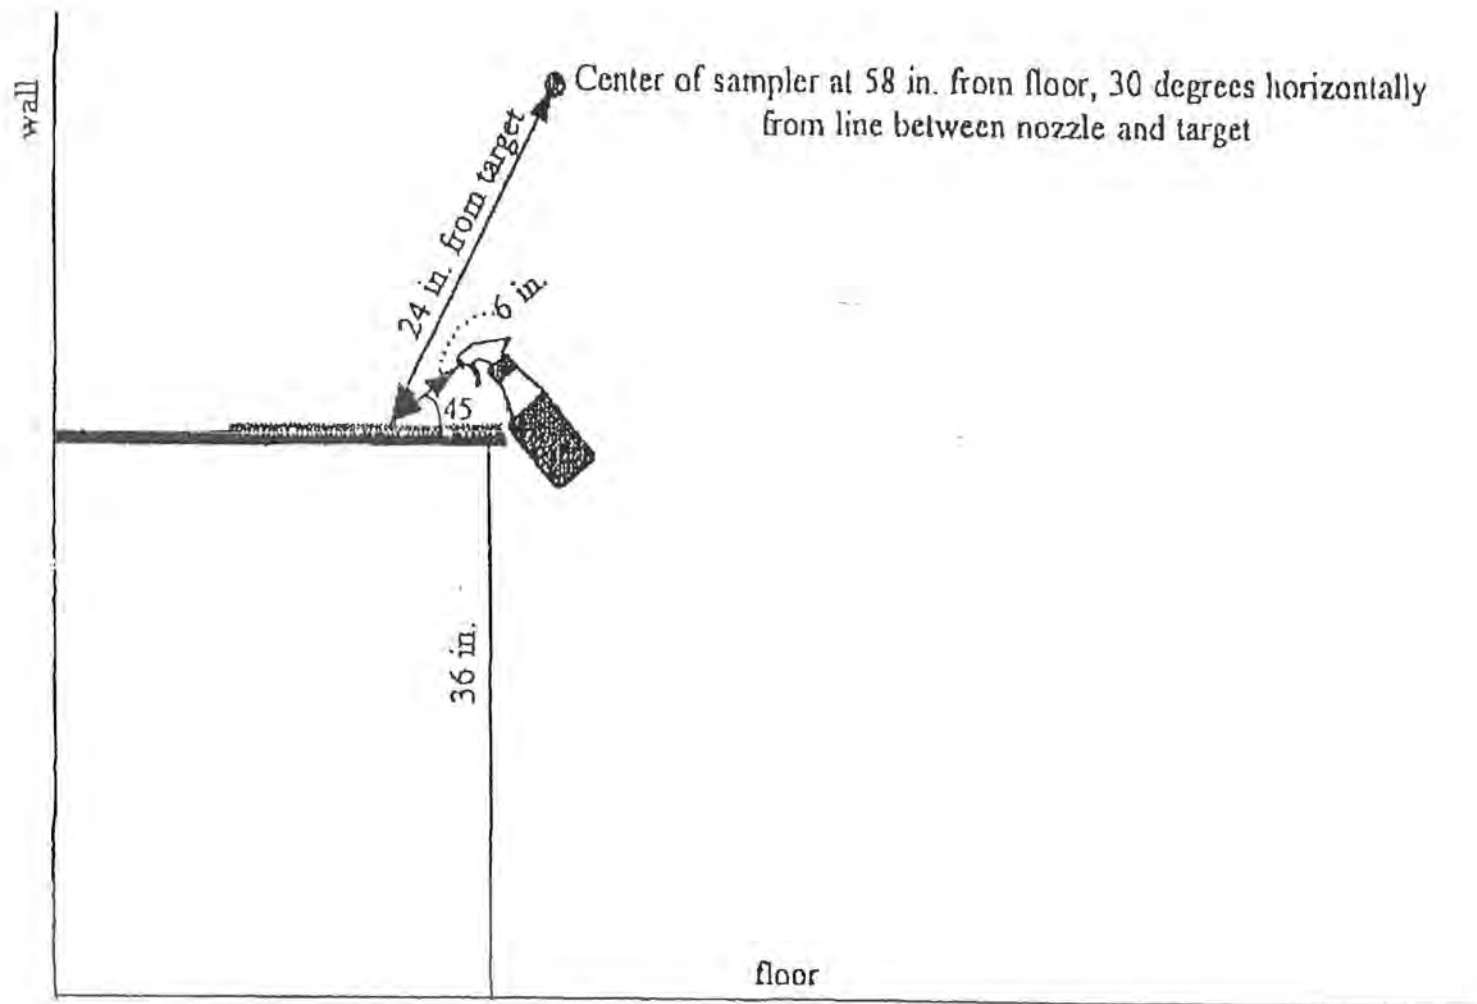 wall
Center of sampler at 58 in. from floor, 30 degrees horizontally
from line between nozzle and target
24 in. from target
6 in.
45
36 in.
floor